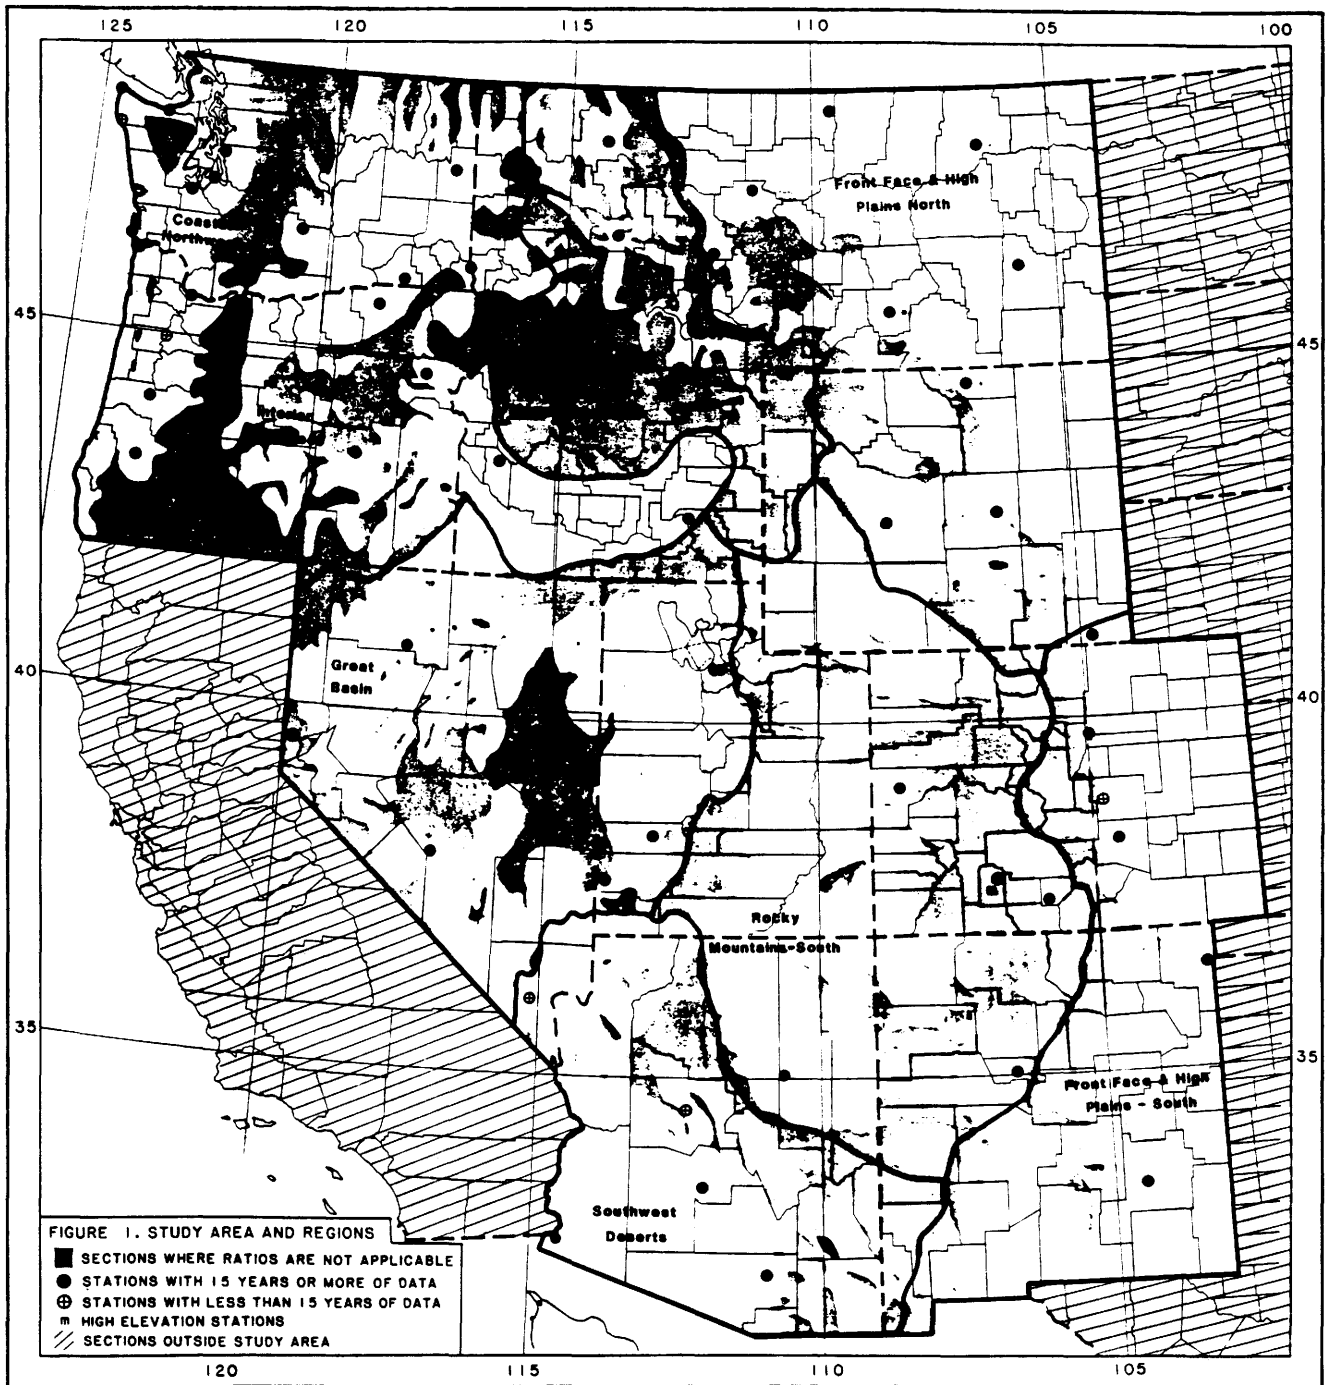 125 120 115 110 105 100
Front Face & High
Plains North
Coastal
Northwest
45 45
Interior
Great
Basin
40 40
Rocky
Mountains-South
35 35
Front Face & High
Plains - South
Southwest
Deserts
FIGURE 1. STUDY AREA AND REGIONS
SECTIONS WHERE RATIOS ARE NOT APPLICABLE
STATIONS WITH 15 YEARS OR MORE OF DATA
STATIONS WITH LESS THAN 15 YEARS OF DATA
m HIGH ELEVATION STATIONS
SECTIONS OUTSIDE STUDY AREA
120 115 110 105